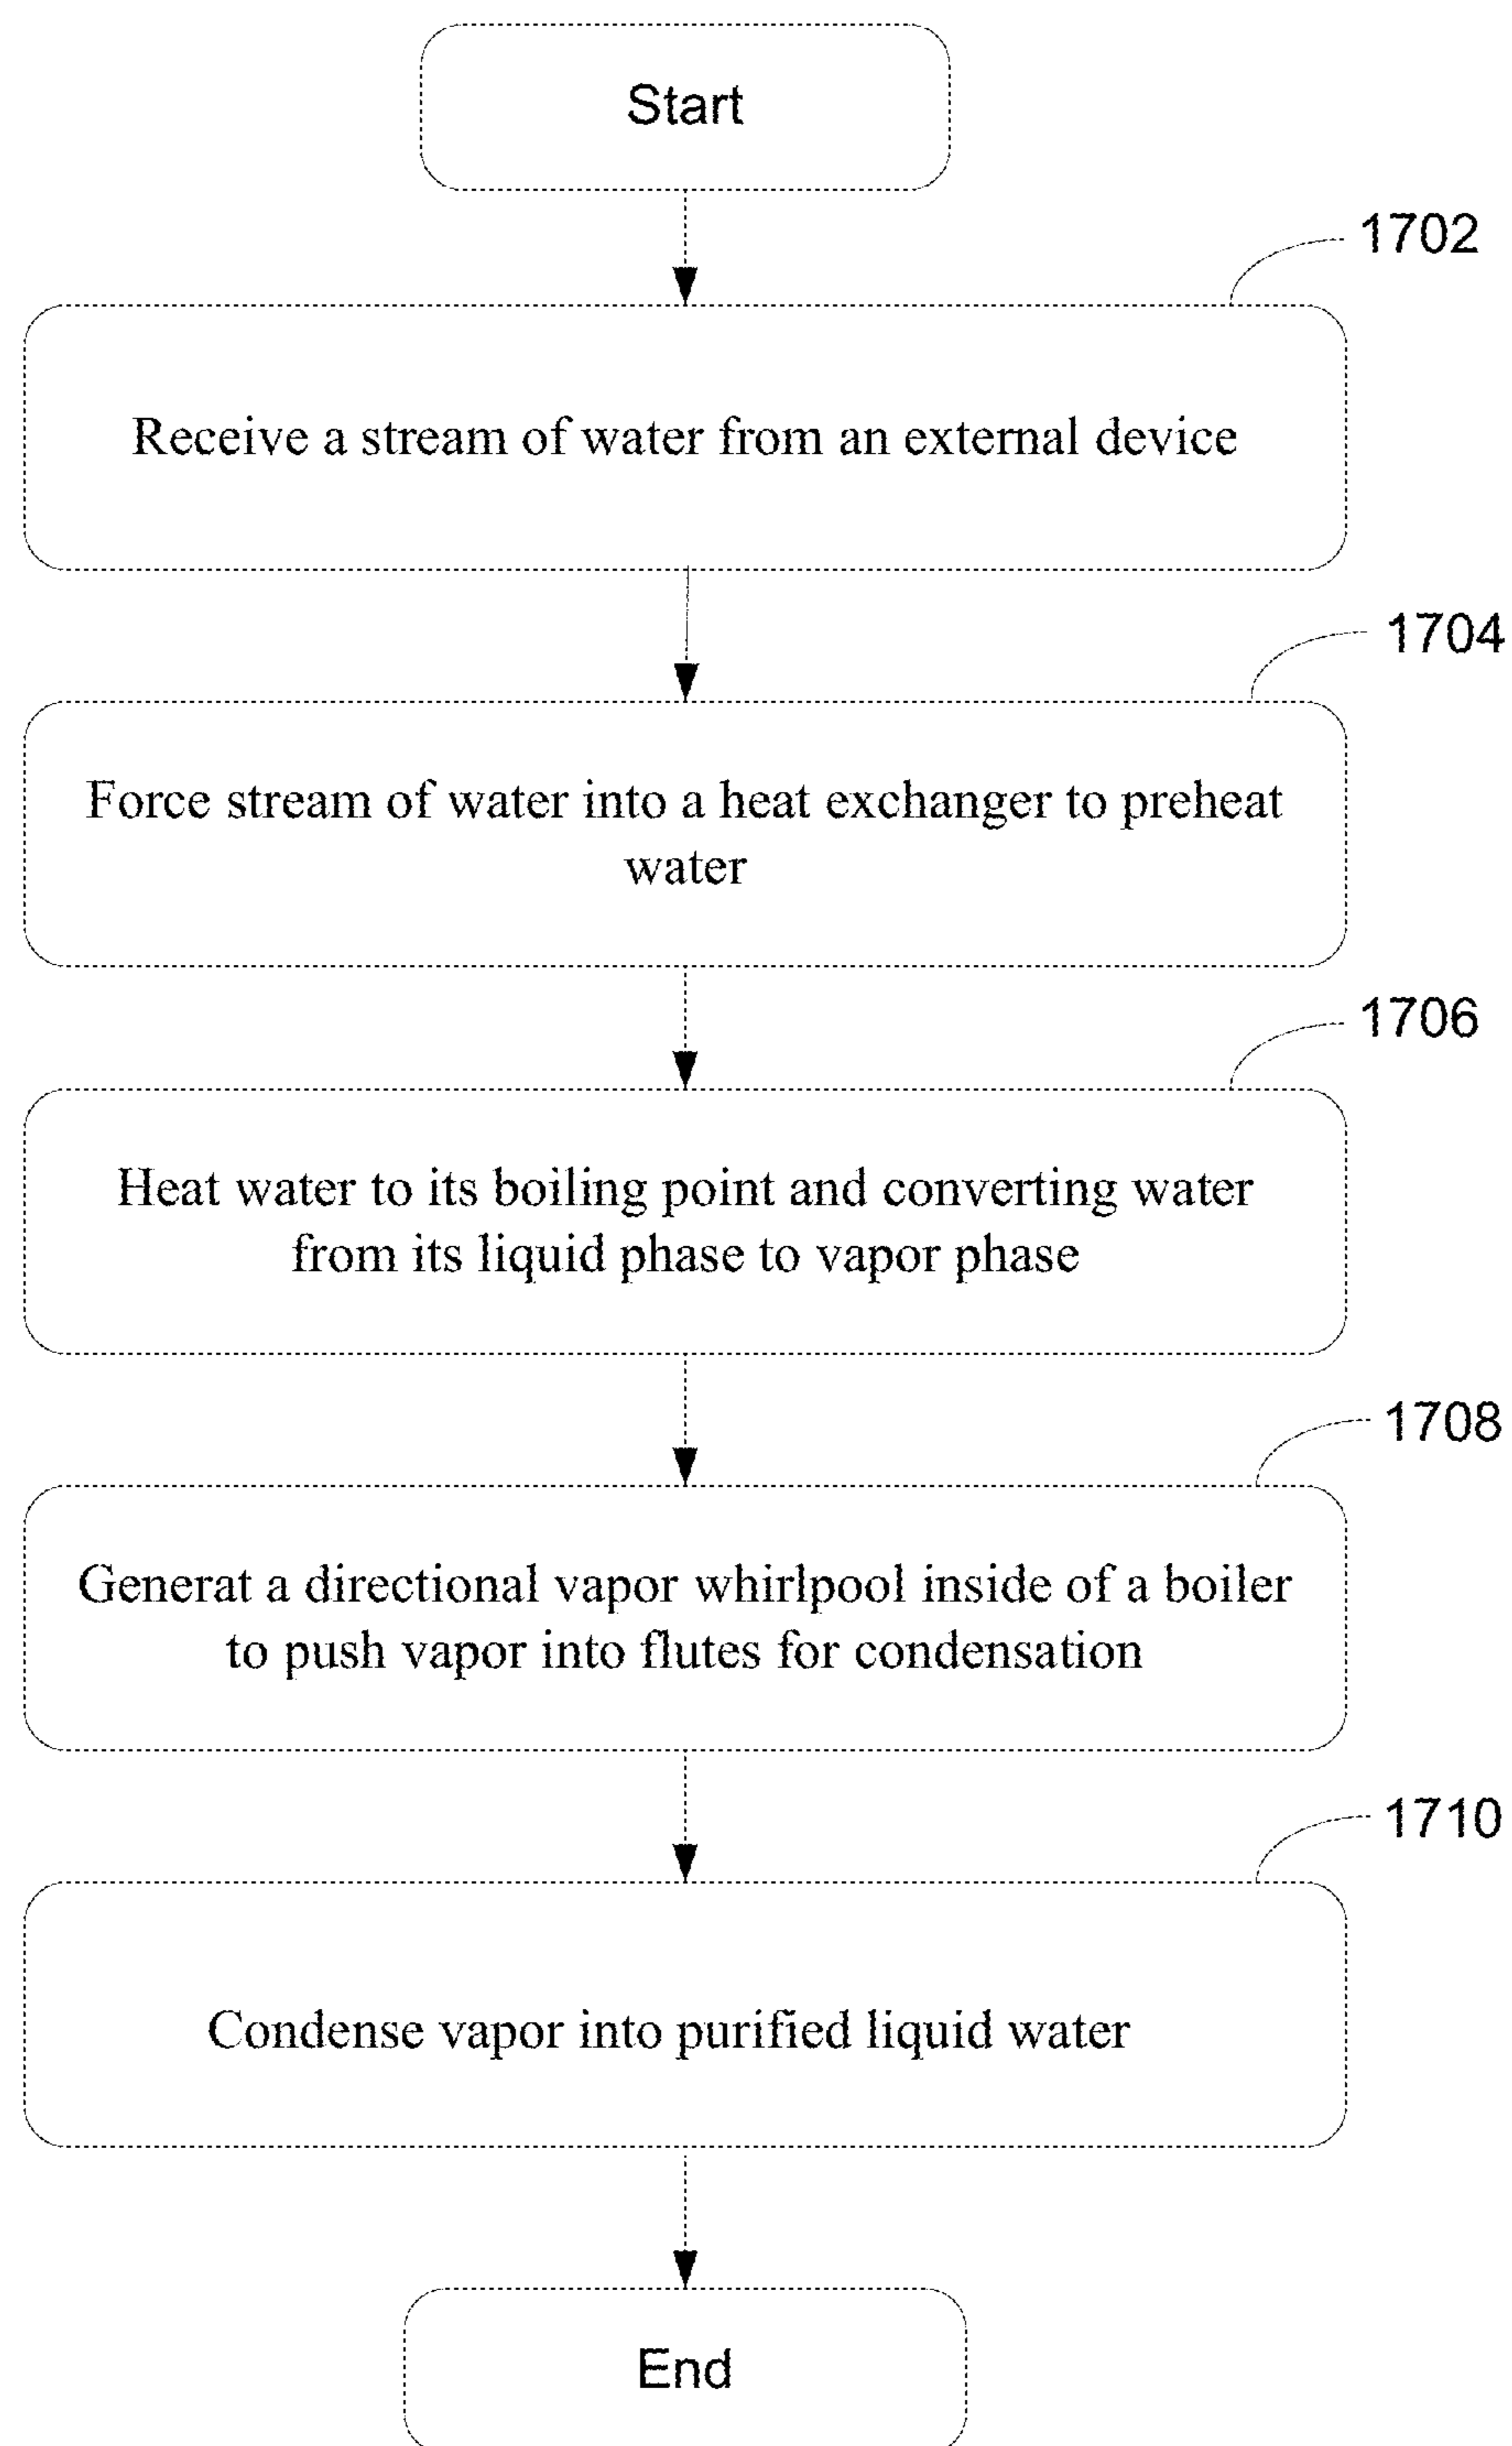 Start
1702
Receive a stream of water from an external device
1704
Force stream of water into a heat exchanger to preheat
water
1706
Heat water to its boiling point and converting water
from its liquid phase to vapor phase
1708
Generat a directional vapor whirlpool inside of a boiler
to push vapor into flutes for condensation
1710
Condense vapor into purified liquid water
End